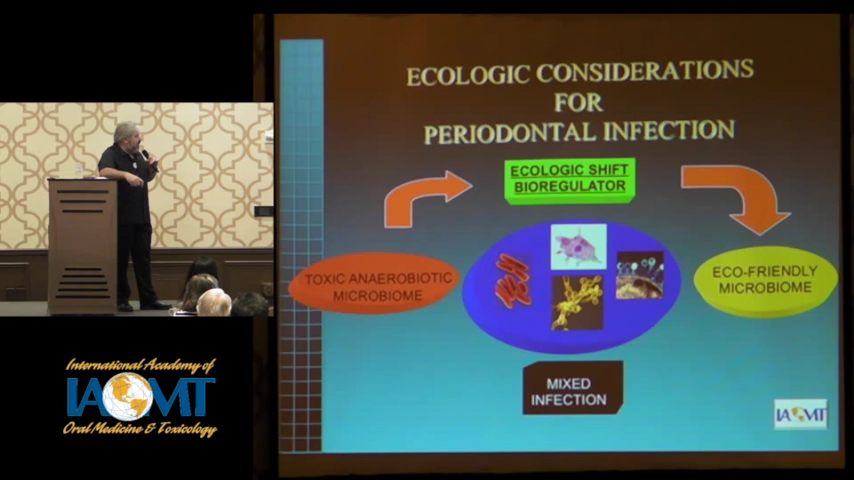 ECOLOGIC CONSIDERATIONS
FOR
PERIODONTAL INFECTION
ECOLOGIC SHIFT
BIOREGULATOR
TOXIC ANAEROBIOTIC
MICROBIOME
ECO-FRIENDLY
MICROBIOME
MIXED
INFECTION
International Academy of
IAOMT
Oral Medicine & Toxicology
IAOMT